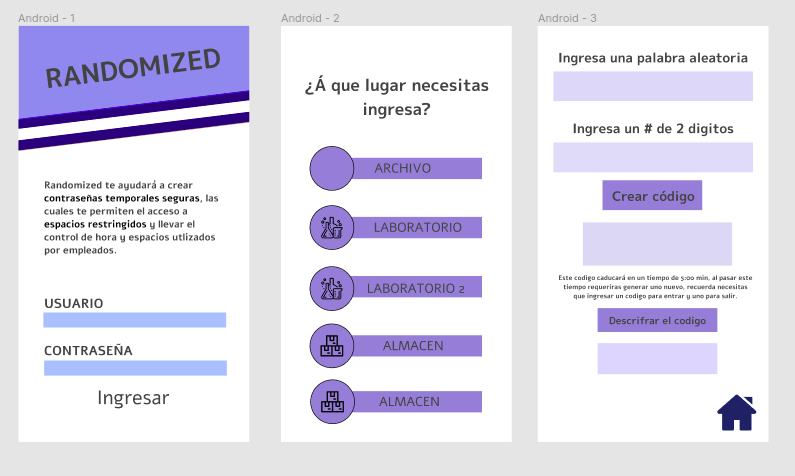 Android - 1
RANDOMIZED
Randomized te ayudará a crear
contraseñas temporales seguras, las
cuales te permiten el acceso a
espacios restringidos y llevar el
control de hora y espacios utlizados
por empleados.
USUARIO
CONTRASEÑA
Ingresar
Android - 2
¿Á que lugar necesitas
ingresa?
ARCHIVO
LABORATORIO
LABORATORIO 2
ALMACEN
ALMACEN
Android - 3
Ingresa una palabra aleatoria
Ingresa un # de 2 digitos
Crear código
Este codigo caducará en un tiempo de 5:00 min, al pasar este
tiempo requeriras generar uno nuevo, recuerda necesitas
que ingresar un codigo para entrar y uno para salir.
Descrifrar el codigo